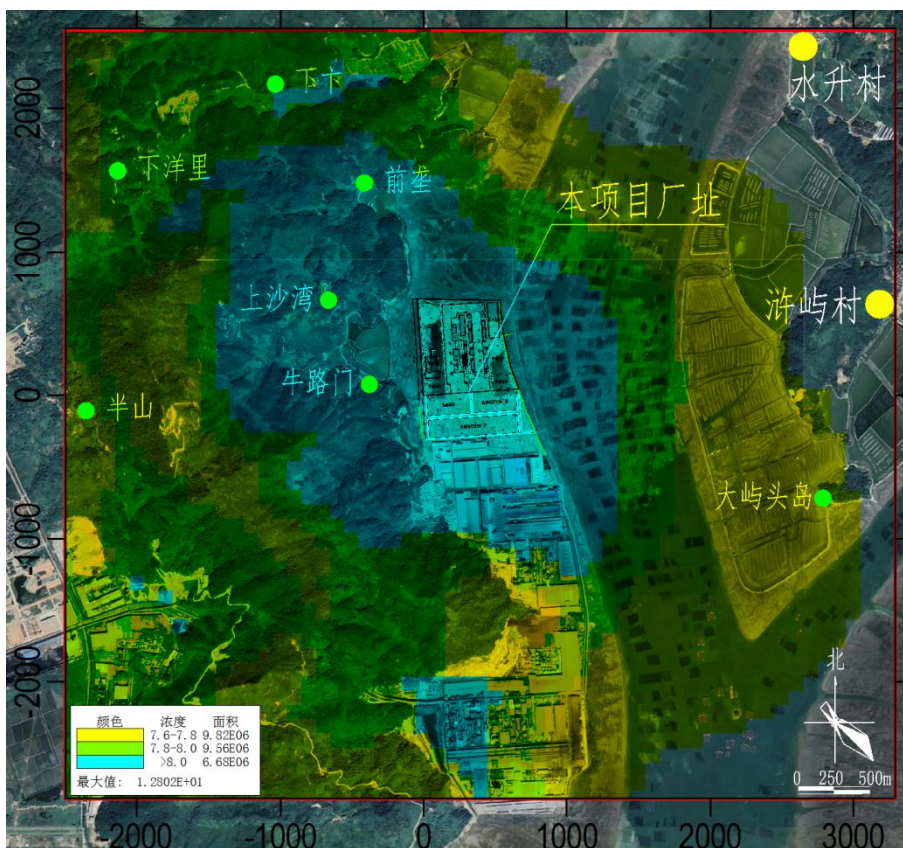 水升村
下卞
下洋里
前垄
本项目厂址
上沙湾
浒屿村
牛路门
半山
大屿头岛
北
0 250 500m
颜色 浓度 面积
7.6-7.8 9.82E06
7.8-8.0 9.56E06
>8.0 6.68E06
最大值: 1.2802E+01
2000
1000
0
-1000
-2000
-2000 -1000 0 1000 2000 3000